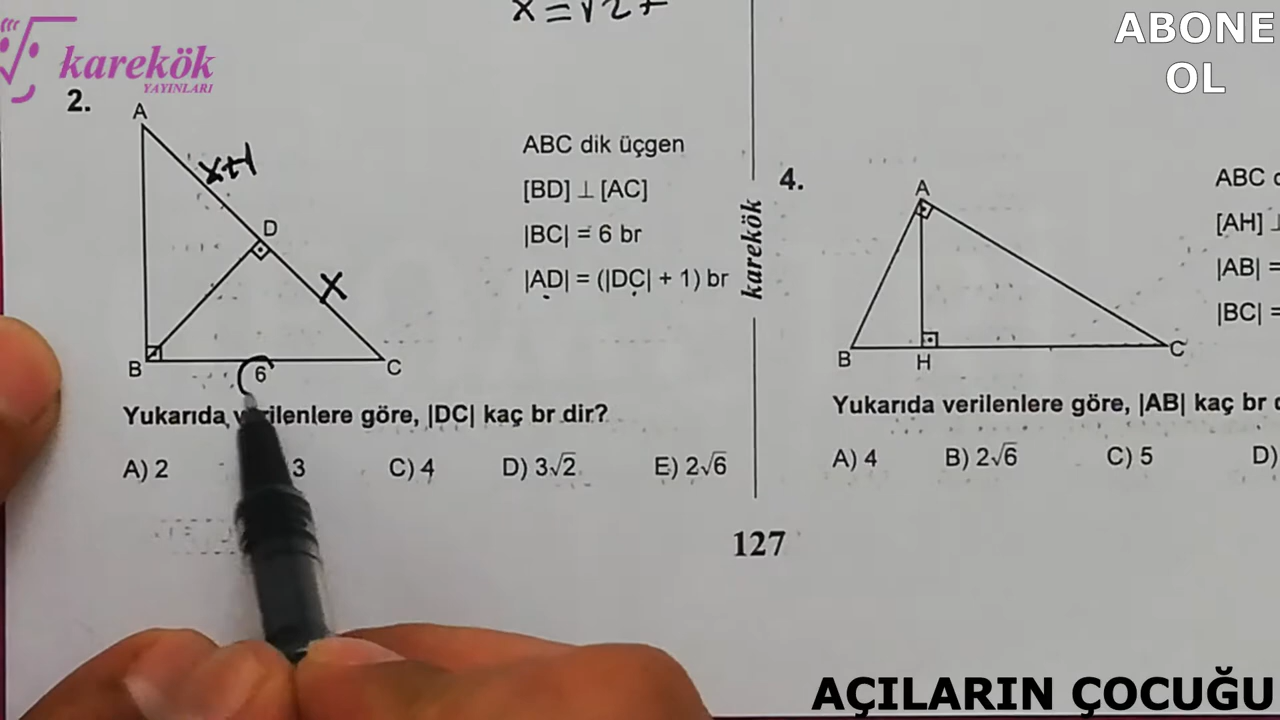 x = √27
ABONE
OL
karekök
YAYINLARI
2.
A
x+1
D
x
B
6
C
ABC dik üçgen
[BD] ⊥ [AC]
|BC| = 6 br
|AD| = (|DC| + 1) br
Yukarıda verilenlere göre, |DC| kaç br dir?
A) 2
3
C) 4
D) 3√2
E) 2√6
karekök
127
4.
A
B
H
C
ABC
[AH] ⊥
|AB| =
|BC| =
Yukarıda verilenlere göre, |AB| kaç br
A) 4
B) 2√6
C) 5
D)
AÇILARIN ÇOCUĞU